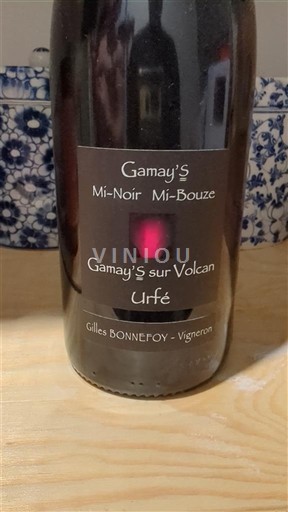 Gamay's
Mi-Noir Mi-Bouze
VINIOU
Gamay's sur Volcan
Urfé
Gilles BONNEFOY - Vigneron